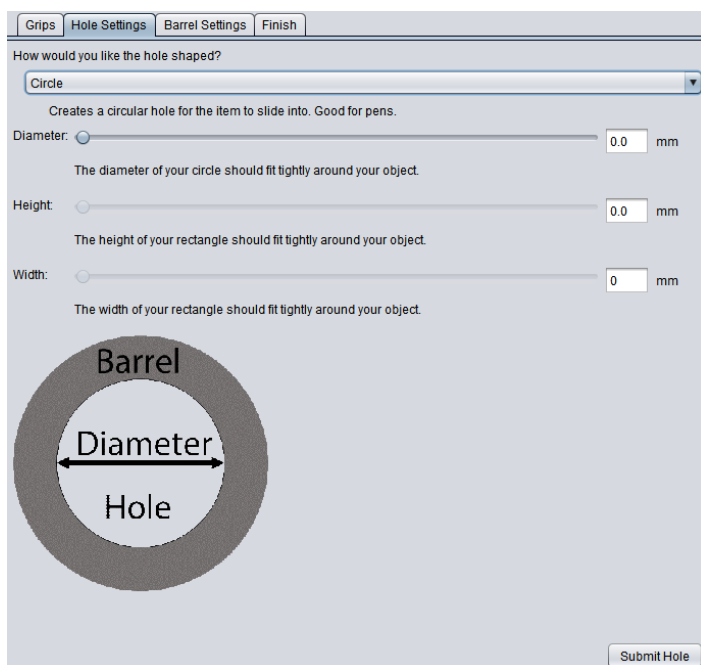 Grips Hole Settings Barrel Settings Finish
How would you like the hole shaped?
Circle
Creates a circular hole for the item to slide into. Good for pens.
Diameter: 0.0 mm
The diameter of your circle should fit tightly around your object.
Height: 0.0 mm
The height of your rectangle should fit tightly around your object.
Width: 0 mm
The width of your rectangle should fit tightly around your object.
Barrel
Diameter
Hole
Submit Hole